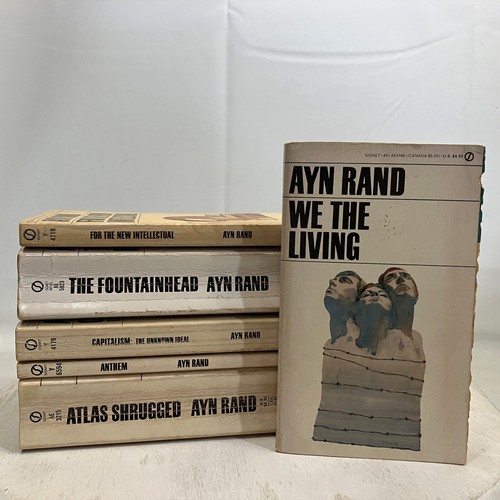 FOR THE NEW INTELLECTUAL AYN RAND
THE FOUNTAINHEAD AYN RAND
CAPITALISM: THE UNKNOWN IDEAL AYN RAND
ANTHEM AYN RAND
ATLAS SHRUGGED AYN RAND
AYN RAND
WE THE
LIVING